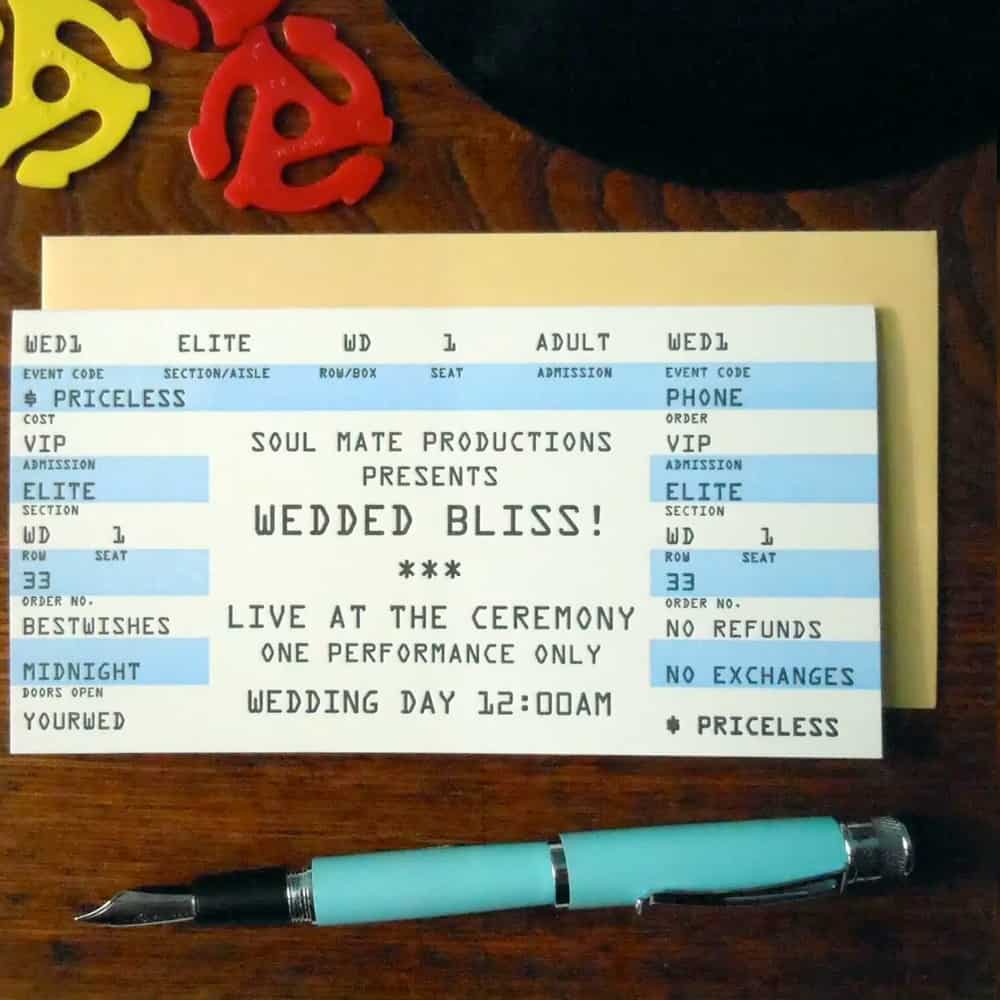 WED1 ELITE WD 1 ADULT WED1
EVENT CODE SECTION/AISLE ROW/BOX SEAT ADMISSION EVENT CODE
$ PRICELESS
COST
VIP
ADMISSION
ELITE
SECTION
WD 1
ROW SEAT
33
ORDER NO.
BESTWISHES
MIDNIGHT
DOORS OPEN
YOURWED
SOUL MATE PRODUCTIONS
PRESENTS
WEDDED BLISS!
***
LIVE AT THE CEREMONY
ONE PERFORMANCE ONLY
WEDDING DAY 12:00AM
PHONE
ORDER
VIP
ADMISSION
ELITE
SECTION
WD 1
ROW SEAT
33
ORDER NO.
NO REFUNDS
NO EXCHANGES
$ PRICELESS